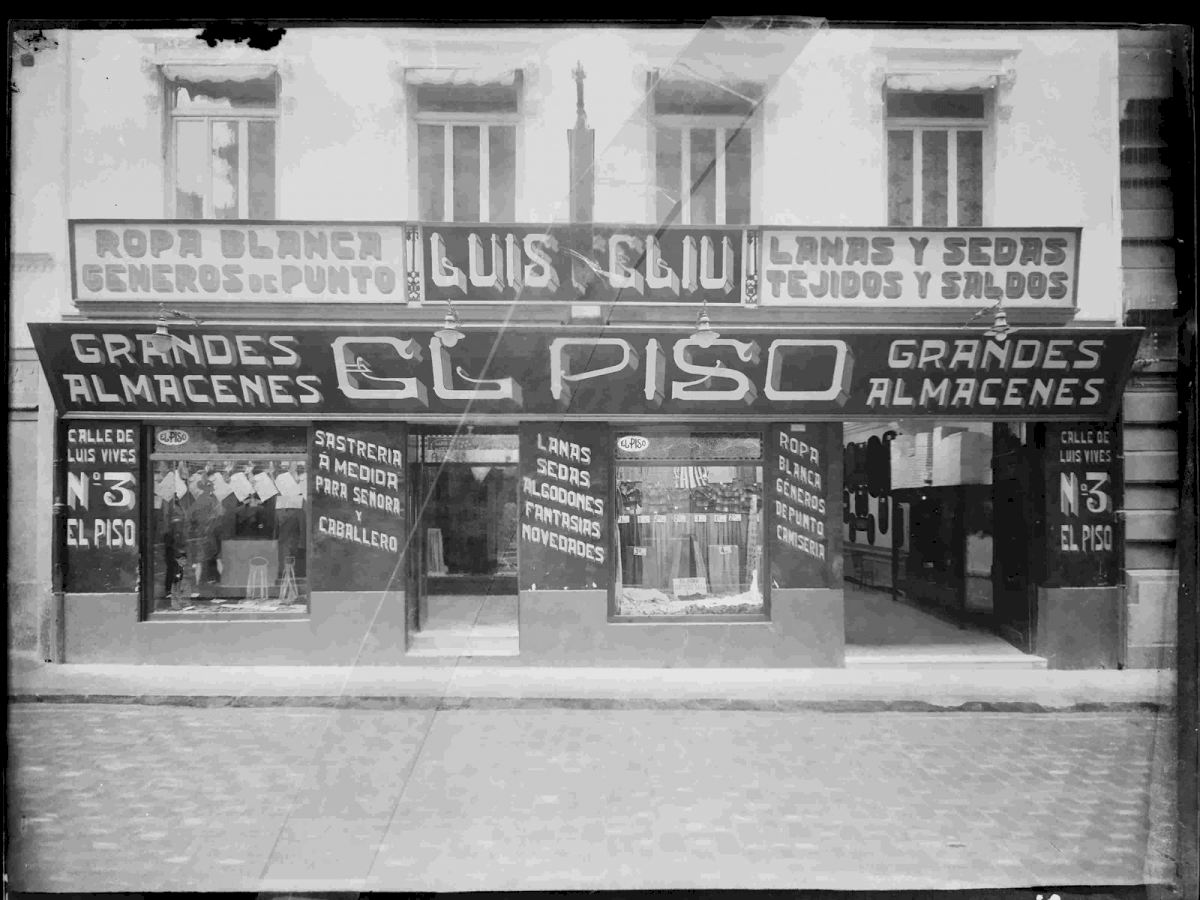 ROPA BLANCA
GENEROS DE PUNTO
LUIS ELIU
LANAS Y SEDAS
TEJIDOS Y SALDOS
GRANDES
ALMACENES
EL PISO
GRANDES
ALMACENES
CALLE DE
LUIS VIVES
Nº 3
EL PISO
EL PISO
SASTRERIA
Á MEDIDA
PARA SEÑORA
Y
CABALLERO
LANAS
SEDAS
ALGODONES
FANTASIAS
NOVEDADES
EL PISO
ROPA
BLANCA
GÉNEROS
DE PUNTO
CAMISERIA
CALLE DE
LUIS VIVES
Nº 3
EL PISO